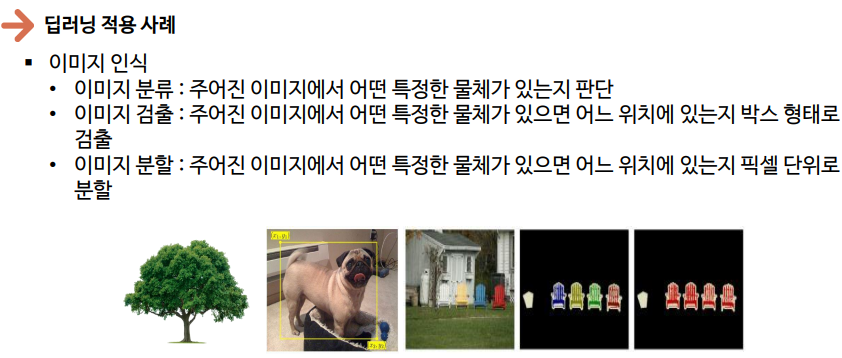 딥러닝 적용 사례
▪ 이미지 인식
• 이미지 분류 : 주어진 이미지에서 어떤 특정한 물체가 있는지 판단
• 이미지 검출 : 주어진 이미지에서 어떤 특정한 물체가 있으면 어느 위치에 있는지 박스 형태로
검출
• 이미지 분할 : 주어진 이미지에서 어떤 특정한 물체가 있으면 어느 위치에 있는지 픽셀 단위로
분할